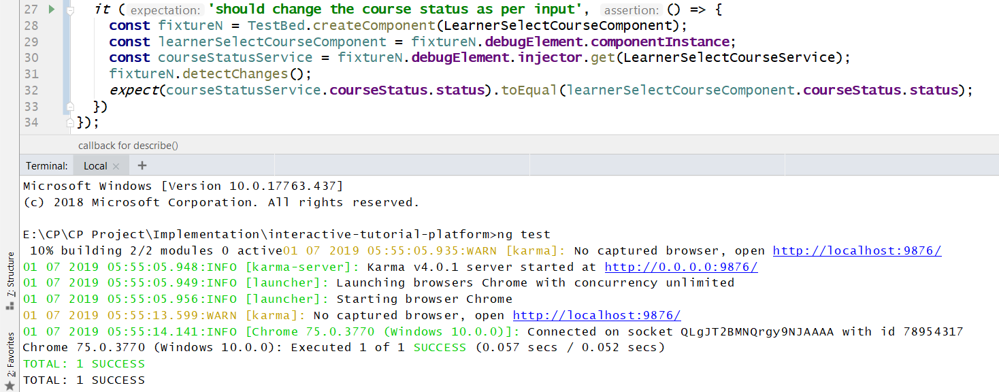 27 it ( expectation: 'should change the course status as per input', assertion: () => {
28 const fixtureN = TestBed.createComponent(LearnerSelectCourseComponent);
29 const learnerSelectCourseComponent = fixtureN.debugElement.componentInstance;
30 const courseStatusService = fixtureN.debugElement.injector.get(LearnerSelectCourseService);
31 fixtureN.detectChanges();
32 expect(courseStatusService.courseStatus.status).toEqual(learnerSelectCourseComponent.courseStatus.status);
33 })
34 });
callback for describe()
Terminal: Local × +
Microsoft Windows [Version 10.0.17763.437]
(c) 2018 Microsoft Corporation. All rights reserved.
E:\CP\CP Project\Implementation\interactive-tutorial-platform>ng test
10% building 2/2 modules 0 active01 07 2019 05:55:05.935:WARN [karma]: No captured browser, open http://localhost:9876/
01 07 2019 05:55:05.948:INFO [karma-server]: Karma v4.0.1 server started at http://0.0.0.0:9876/
01 07 2019 05:55:05.949:INFO [launcher]: Launching browsers Chrome with concurrency unlimited
01 07 2019 05:55:05.956:INFO [launcher]: Starting browser Chrome
01 07 2019 05:55:13.599:WARN [karma]: No captured browser, open http://localhost:9876/
01 07 2019 05:55:14.141:INFO [Chrome 75.0.3770 (Windows 10.0.0)]: Connected on socket QLgJT2BMNQrgy9NJAAAA with id 78954317
Chrome 75.0.3770 (Windows 10.0.0): Executed 1 of 1 SUCCESS (0.057 secs / 0.052 secs)
TOTAL: 1 SUCCESS
TOTAL: 1 SUCCESS
7: Structure
2: Favorites